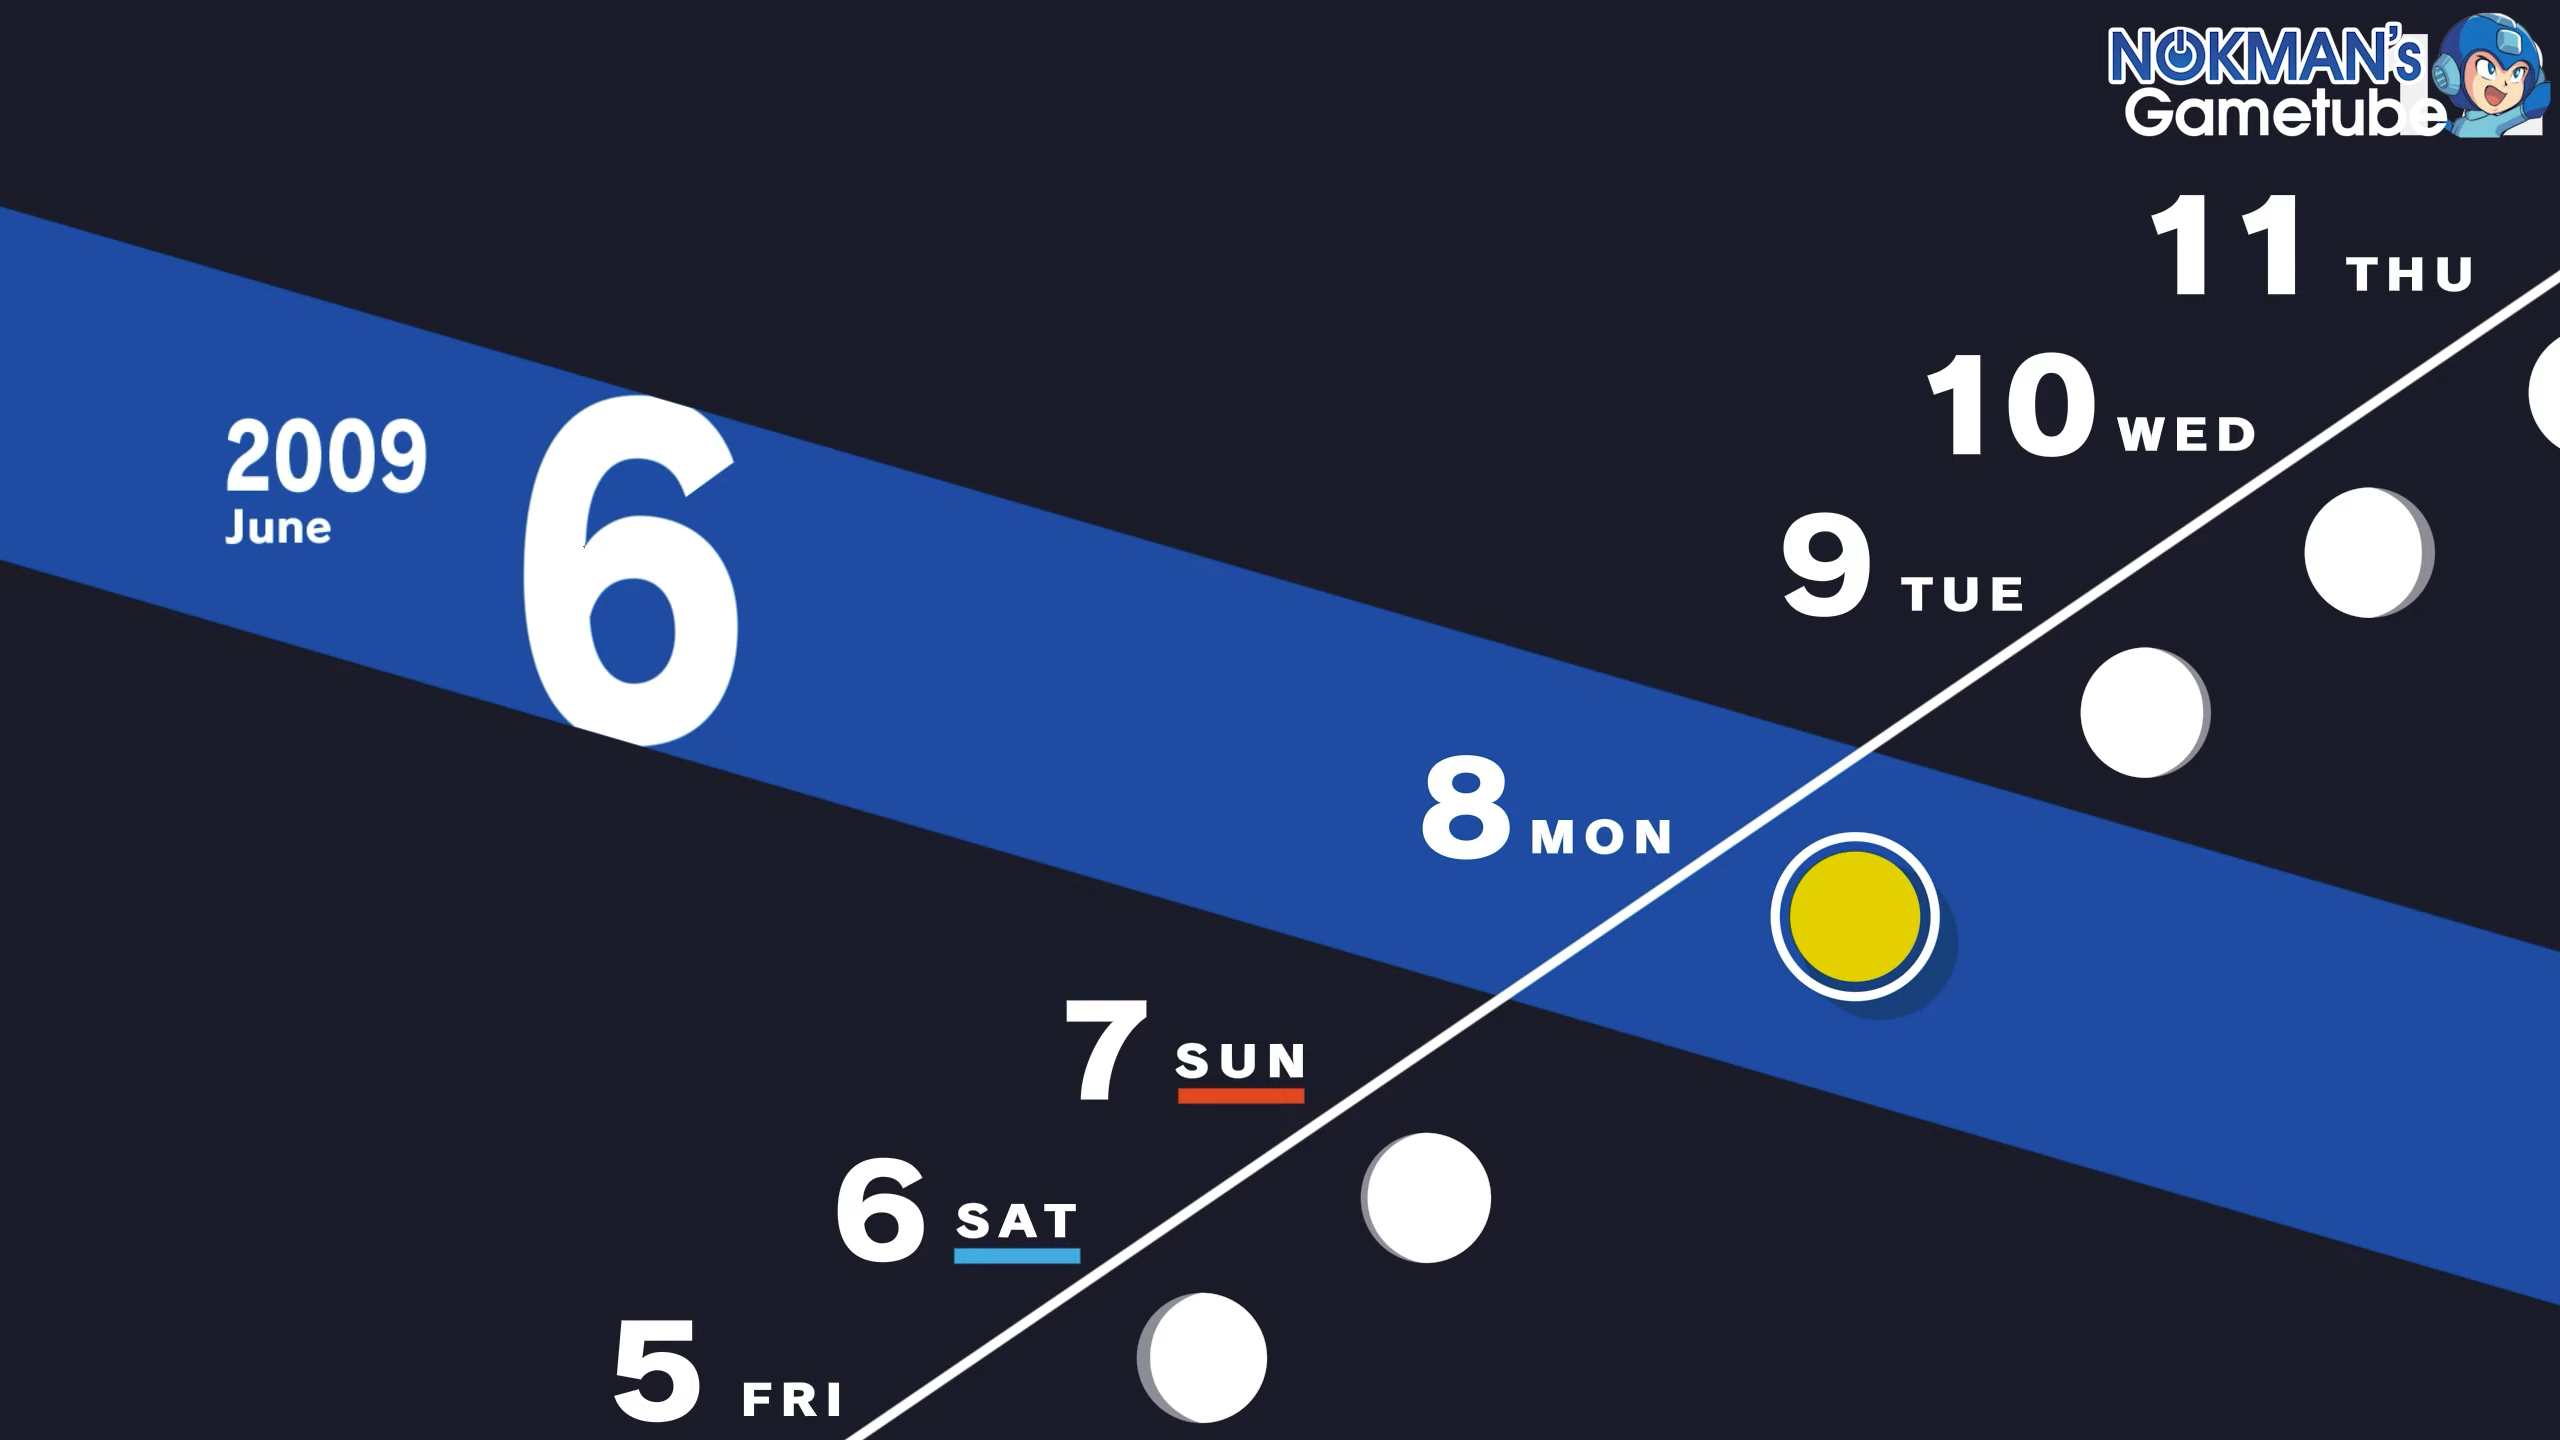 NOKMAN's
Gametube
11 THU
10 WED
9 TUE
2009
June
6
8 MON
7 SUN
6 SAT
5 FRI